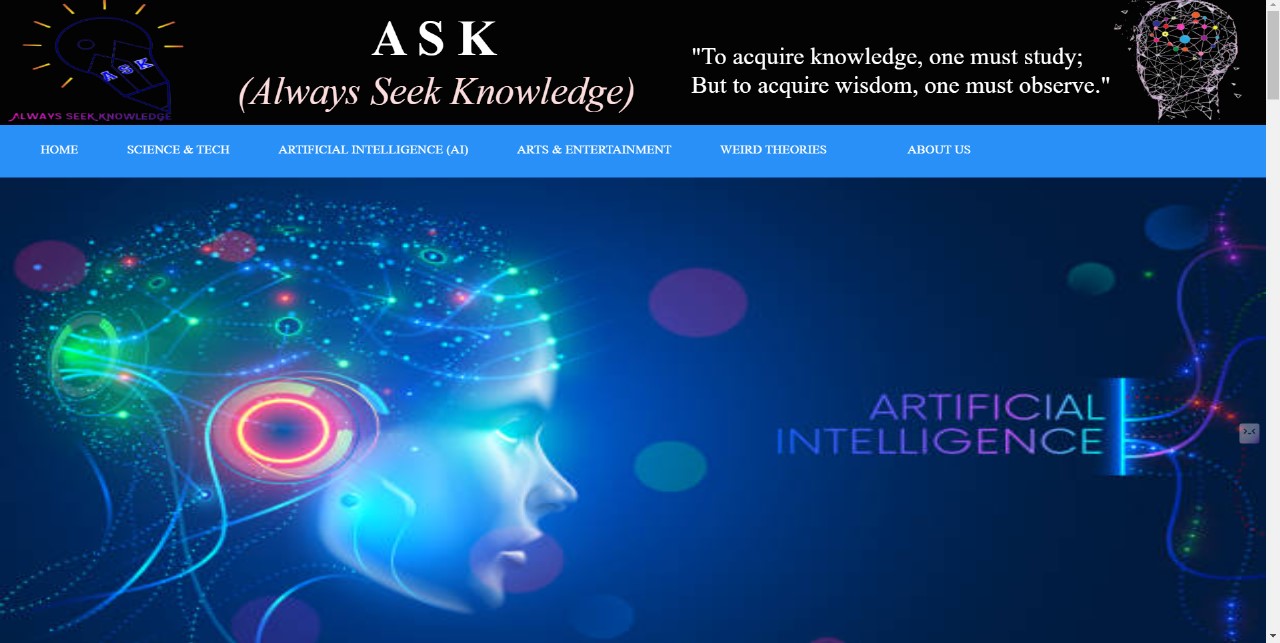 A S K
ALWAYS SEEK KNOWLEDGE
A S K
(Always Seek Knowledge)
"To acquire knowledge, one must study;
But to acquire wisdom, one must observe."
HOME SCIENCE & TECH ARTIFICIAL INTELLIGENCE (AI) ARTS & ENTERTAINMENT WEIRD THEORIES ABOUT US
ARTIFICIAL
INTELLIGENCE